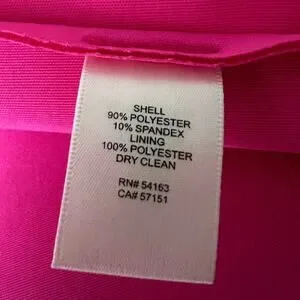 SHELL
90% POLYESTER
10% SPANDEX
LINING
100% POLYESTER
DRY CLEAN
RN# 54163
CA# 57151